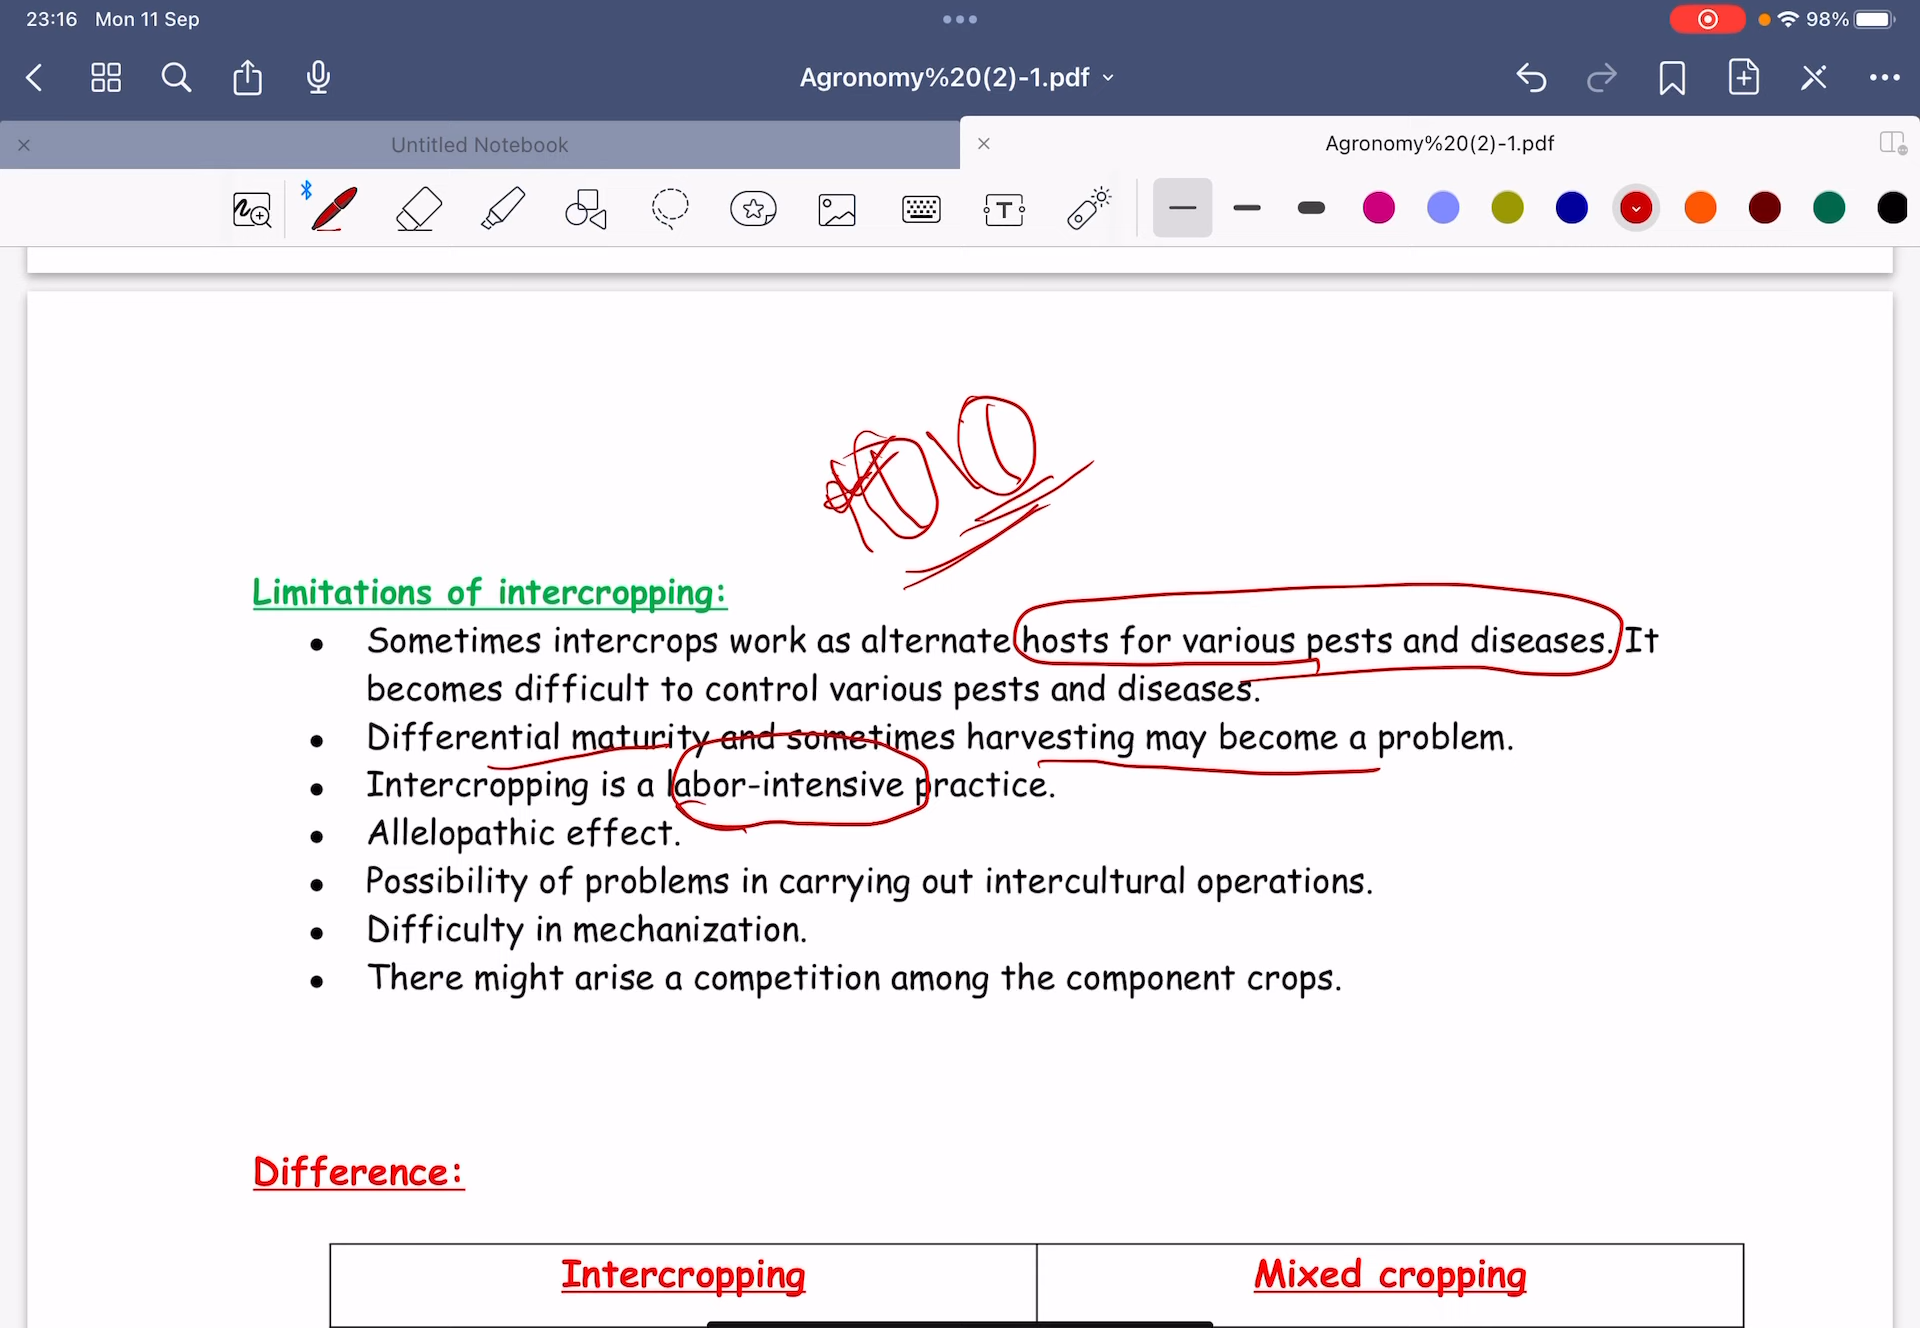 23:16 Mon 11 Sep
98%
Agronomy%20(2)-1.pdf
Untitled Notebook
Agronomy%20(2)-1.pdf
Limitations of intercropping:
• Sometimes intercrops work as alternate hosts for various pests and diseases. It
becomes difficult to control various pests and diseases.
• Differential maturity and sometimes harvesting may become a problem.
• Intercropping is a labor-intensive practice.
• Allelopathic effect.
• Possibility of problems in carrying out intercultural operations.
• Difficulty in mechanization.
• There might arise a competition among the component crops.
Difference:
Intercropping Mixed cropping